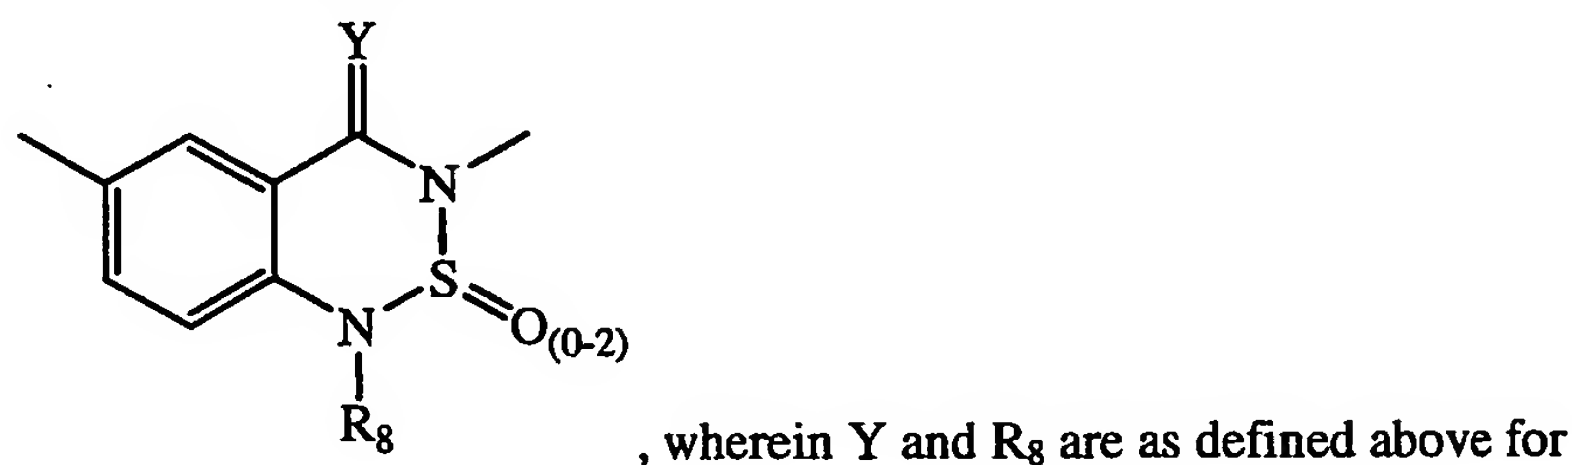 Y
N
S
O(0-2)
N
R8
, wherein Y and R8 are as defined above for